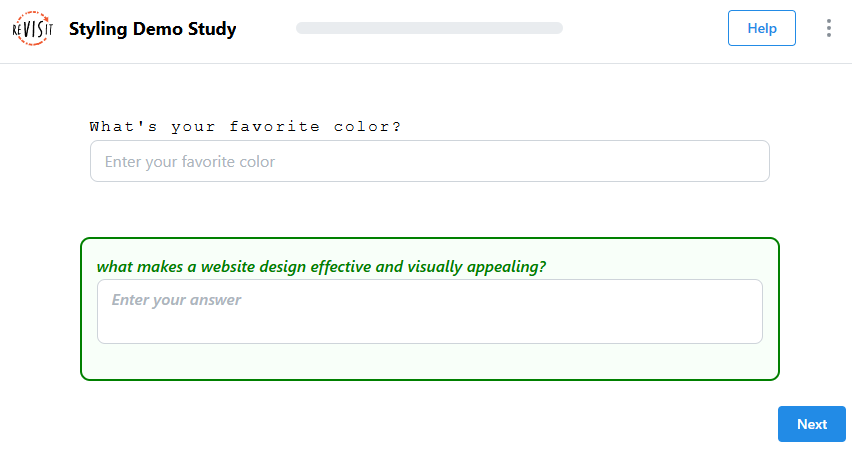 reVISit
Styling Demo Study
Help
What's your favorite color?
Enter your favorite color
what makes a website design effective and visually appealing?
Enter your answer
Next